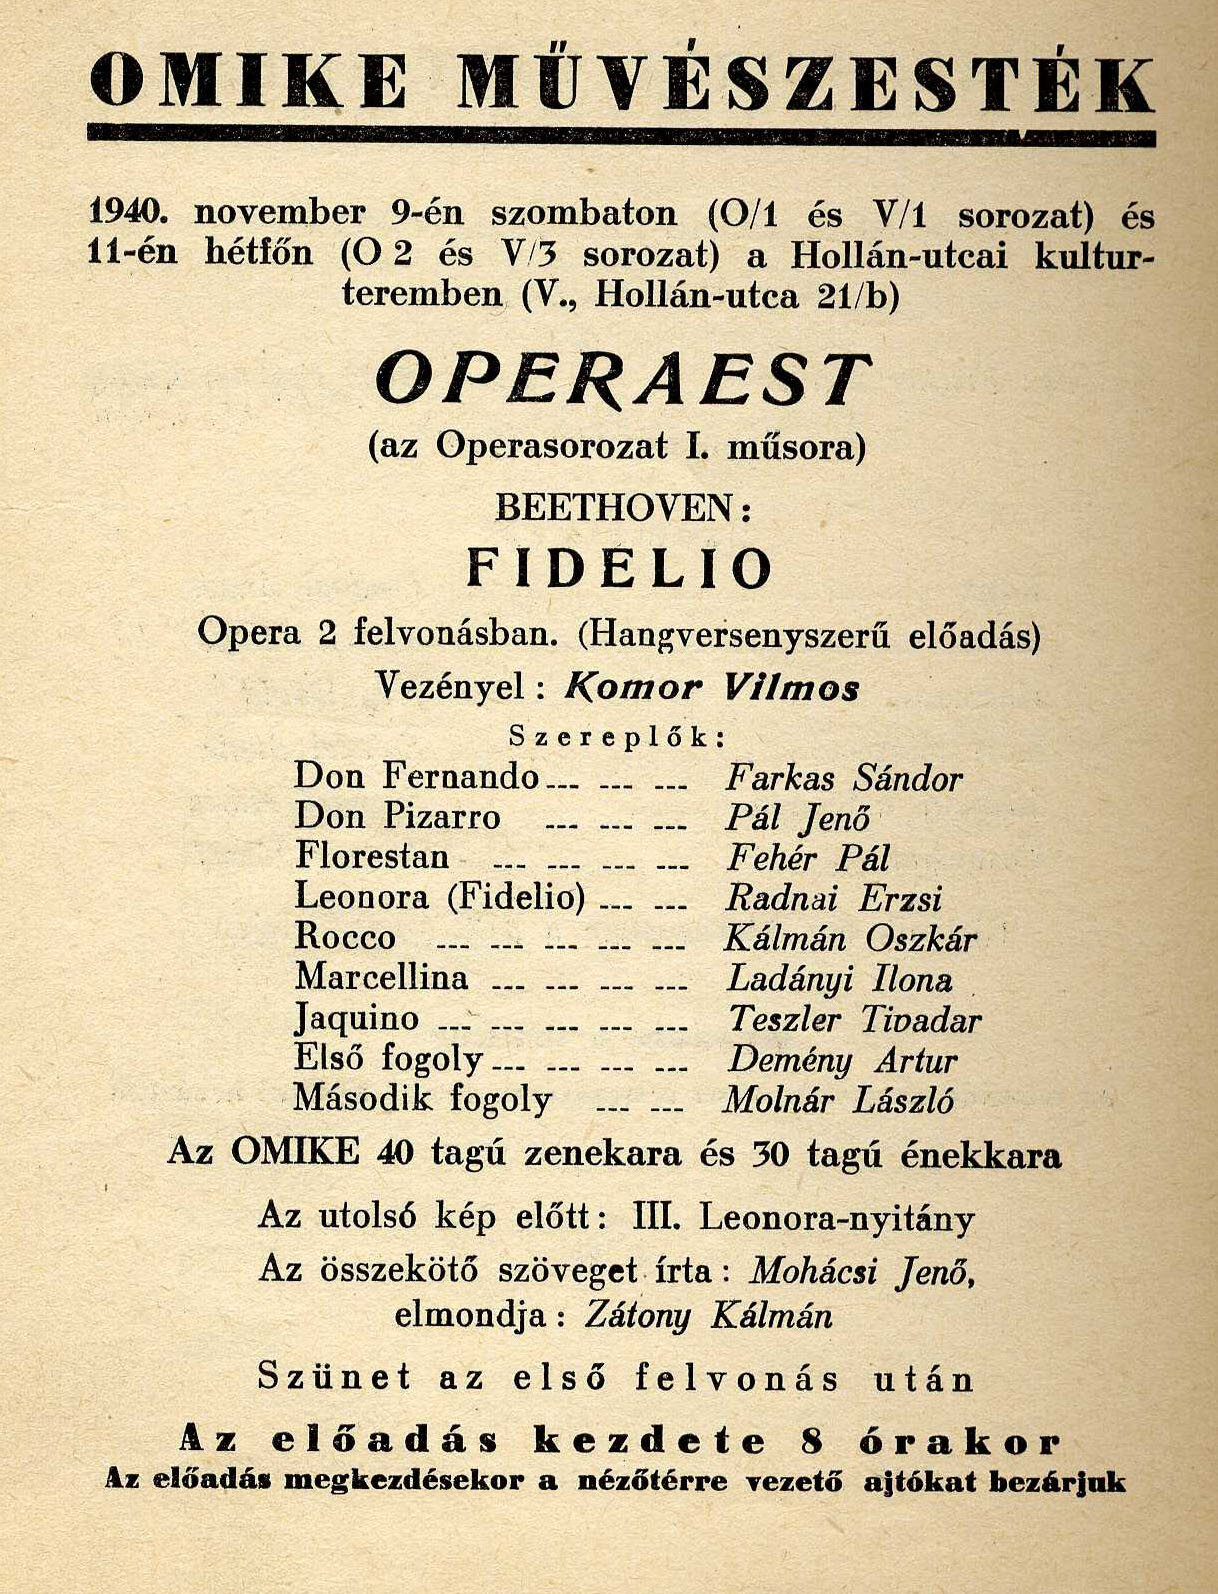 OMIKE MŰVÉSZESTÉK
1940. november 9-én szombaton (O/1 és V/1 sorozat) és
11-én hétfőn (O 2 és V/3 sorozat) a Hollán-utcai kultur-
teremben (V., Hollán-utca 21/b)
OPERAEST
(az Operasorozat I. műsora)
BEETHOVEN:
FIDELIO
Opera 2 felvonásban. (Hangversenyszerű előadás)
Vezényel: Komor Vilmos
Szereplők:
Don Fernando... ... ... Farkas Sándor
Don Pizarro ... ... ... Pál Jenő
Florestan ... ... ... ... Fehér Pál
Leonora (Fidelio) ... ... Radnai Erzsi
Rocco ... ... ... ... ... Kálmán Oszkár
Marcellina ... ... ... ... Ladányi Ilona
Jaquino ... ... ... ... ... Teszler Tivadar
Első fogoly... ... ... ... Demény Artur
Második fogoly ... ... Molnár László
Az OMIKE 40 tagú zenekara és 30 tagú énekkara
Az utolsó kép előtt: III. Leonora-nyitány
Az összekötő szöveget írta: Mohácsi Jenő,
elmondja: Zátony Kálmán
Szünet az első felvonás után
Az előadás kezdete 8 órakor
Az előadás megkezdésekor a nézőtérre vezető ajtókat bezárjuk